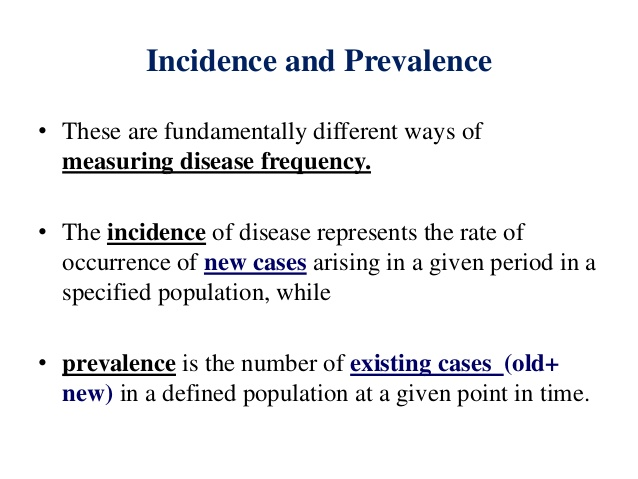 Incidence and Prevalence
• These are fundamentally different ways of
measuring disease frequency.
• The incidence of disease represents the rate of
occurrence of new cases arising in a given period in a
specified population, while
• prevalence is the number of existing cases (old+
new) in a defined population at a given point in time.